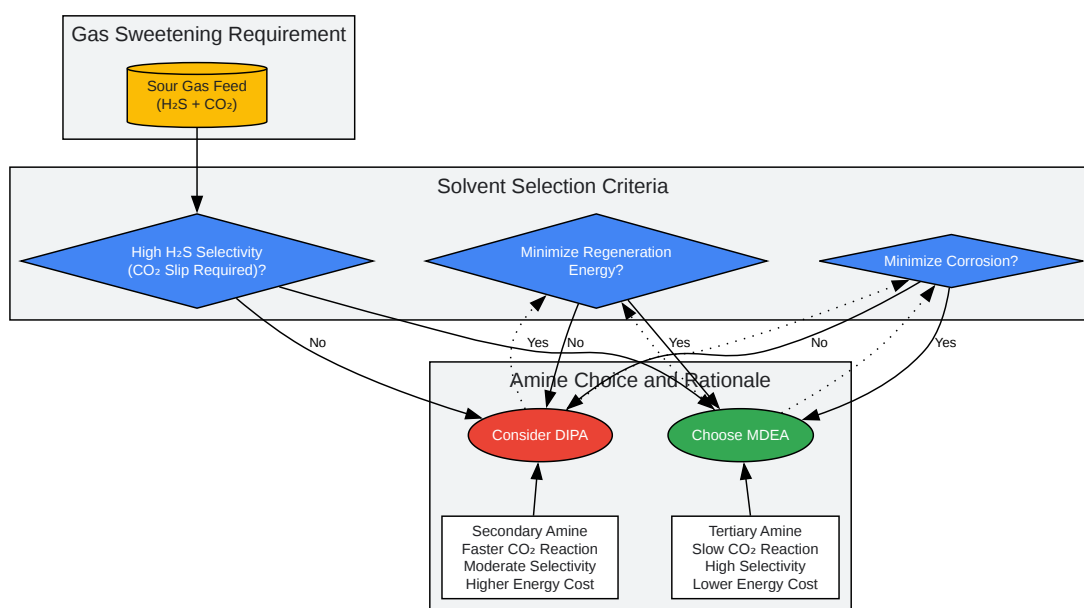 Gas Sweetening Requirement
Sour Gas Feed
(H₂S + CO₂)
Solvent Selection Criteria
High H₂S Selectivity
(CO₂ Slip Required)?
Minimize Regeneration
Energy?
Minimize Corrosion?
No
Yes
No
Yes
No
Yes
Amine Choice and Rationale
Consider DIPA
Choose MDEA
Secondary Amine
Faster CO₂ Reaction
Moderate Selectivity
Higher Energy Cost
Tertiary Amine
Slow CO₂ Reaction
High Selectivity
Lower Energy Cost